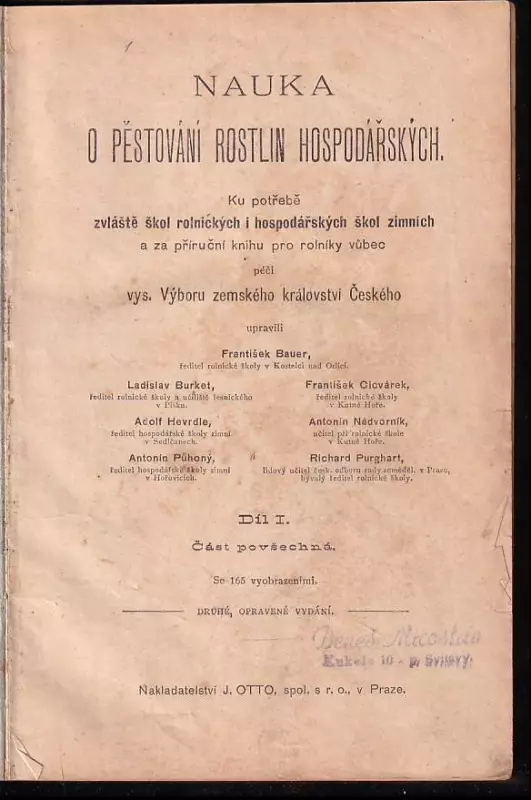 NAUKA
O PĚSTOVÁNÍ ROSTLIN HOSPODÁŘSKÝCH.
Ku potřebě
zvláště škol rolnických i hospodářských škol zimních
a za příruční knihu pro rolníky vůbec
péčí
vys. Výboru zemského království Českého
upravili
František Bauer,
ředitel rolnické školy v Kostelci nad Orlicí.
Ladislav Burket,
ředitel rolnické školy a učiliště lesnického
v Písku.
František Cicvárek,
ředitel rolnické školy
v Kutné Hoře.
Adolf Hevrdle,
ředitel hospodářské školy zimní
v Sedlčanech.
Antonín Nádvorník,
učitel při rolnické škole
v Kutné Hoře.
Antonín Půhoný,
ředitel hospodářské školy zimní
v Hořovicích.
Richard Purghart,
lidový učitel česk. odboru rady zeměděl. v Praze,
bývalý ředitel rolnické školy.
Díl I.
Část povšechná.
Se 165 vyobrazeními.
DRUHÉ, OPRAVENÉ VYDÁNÍ.
Beneš
10 - p.
Nakladatelství J. OTTO, spol. s r. o., v Praze.